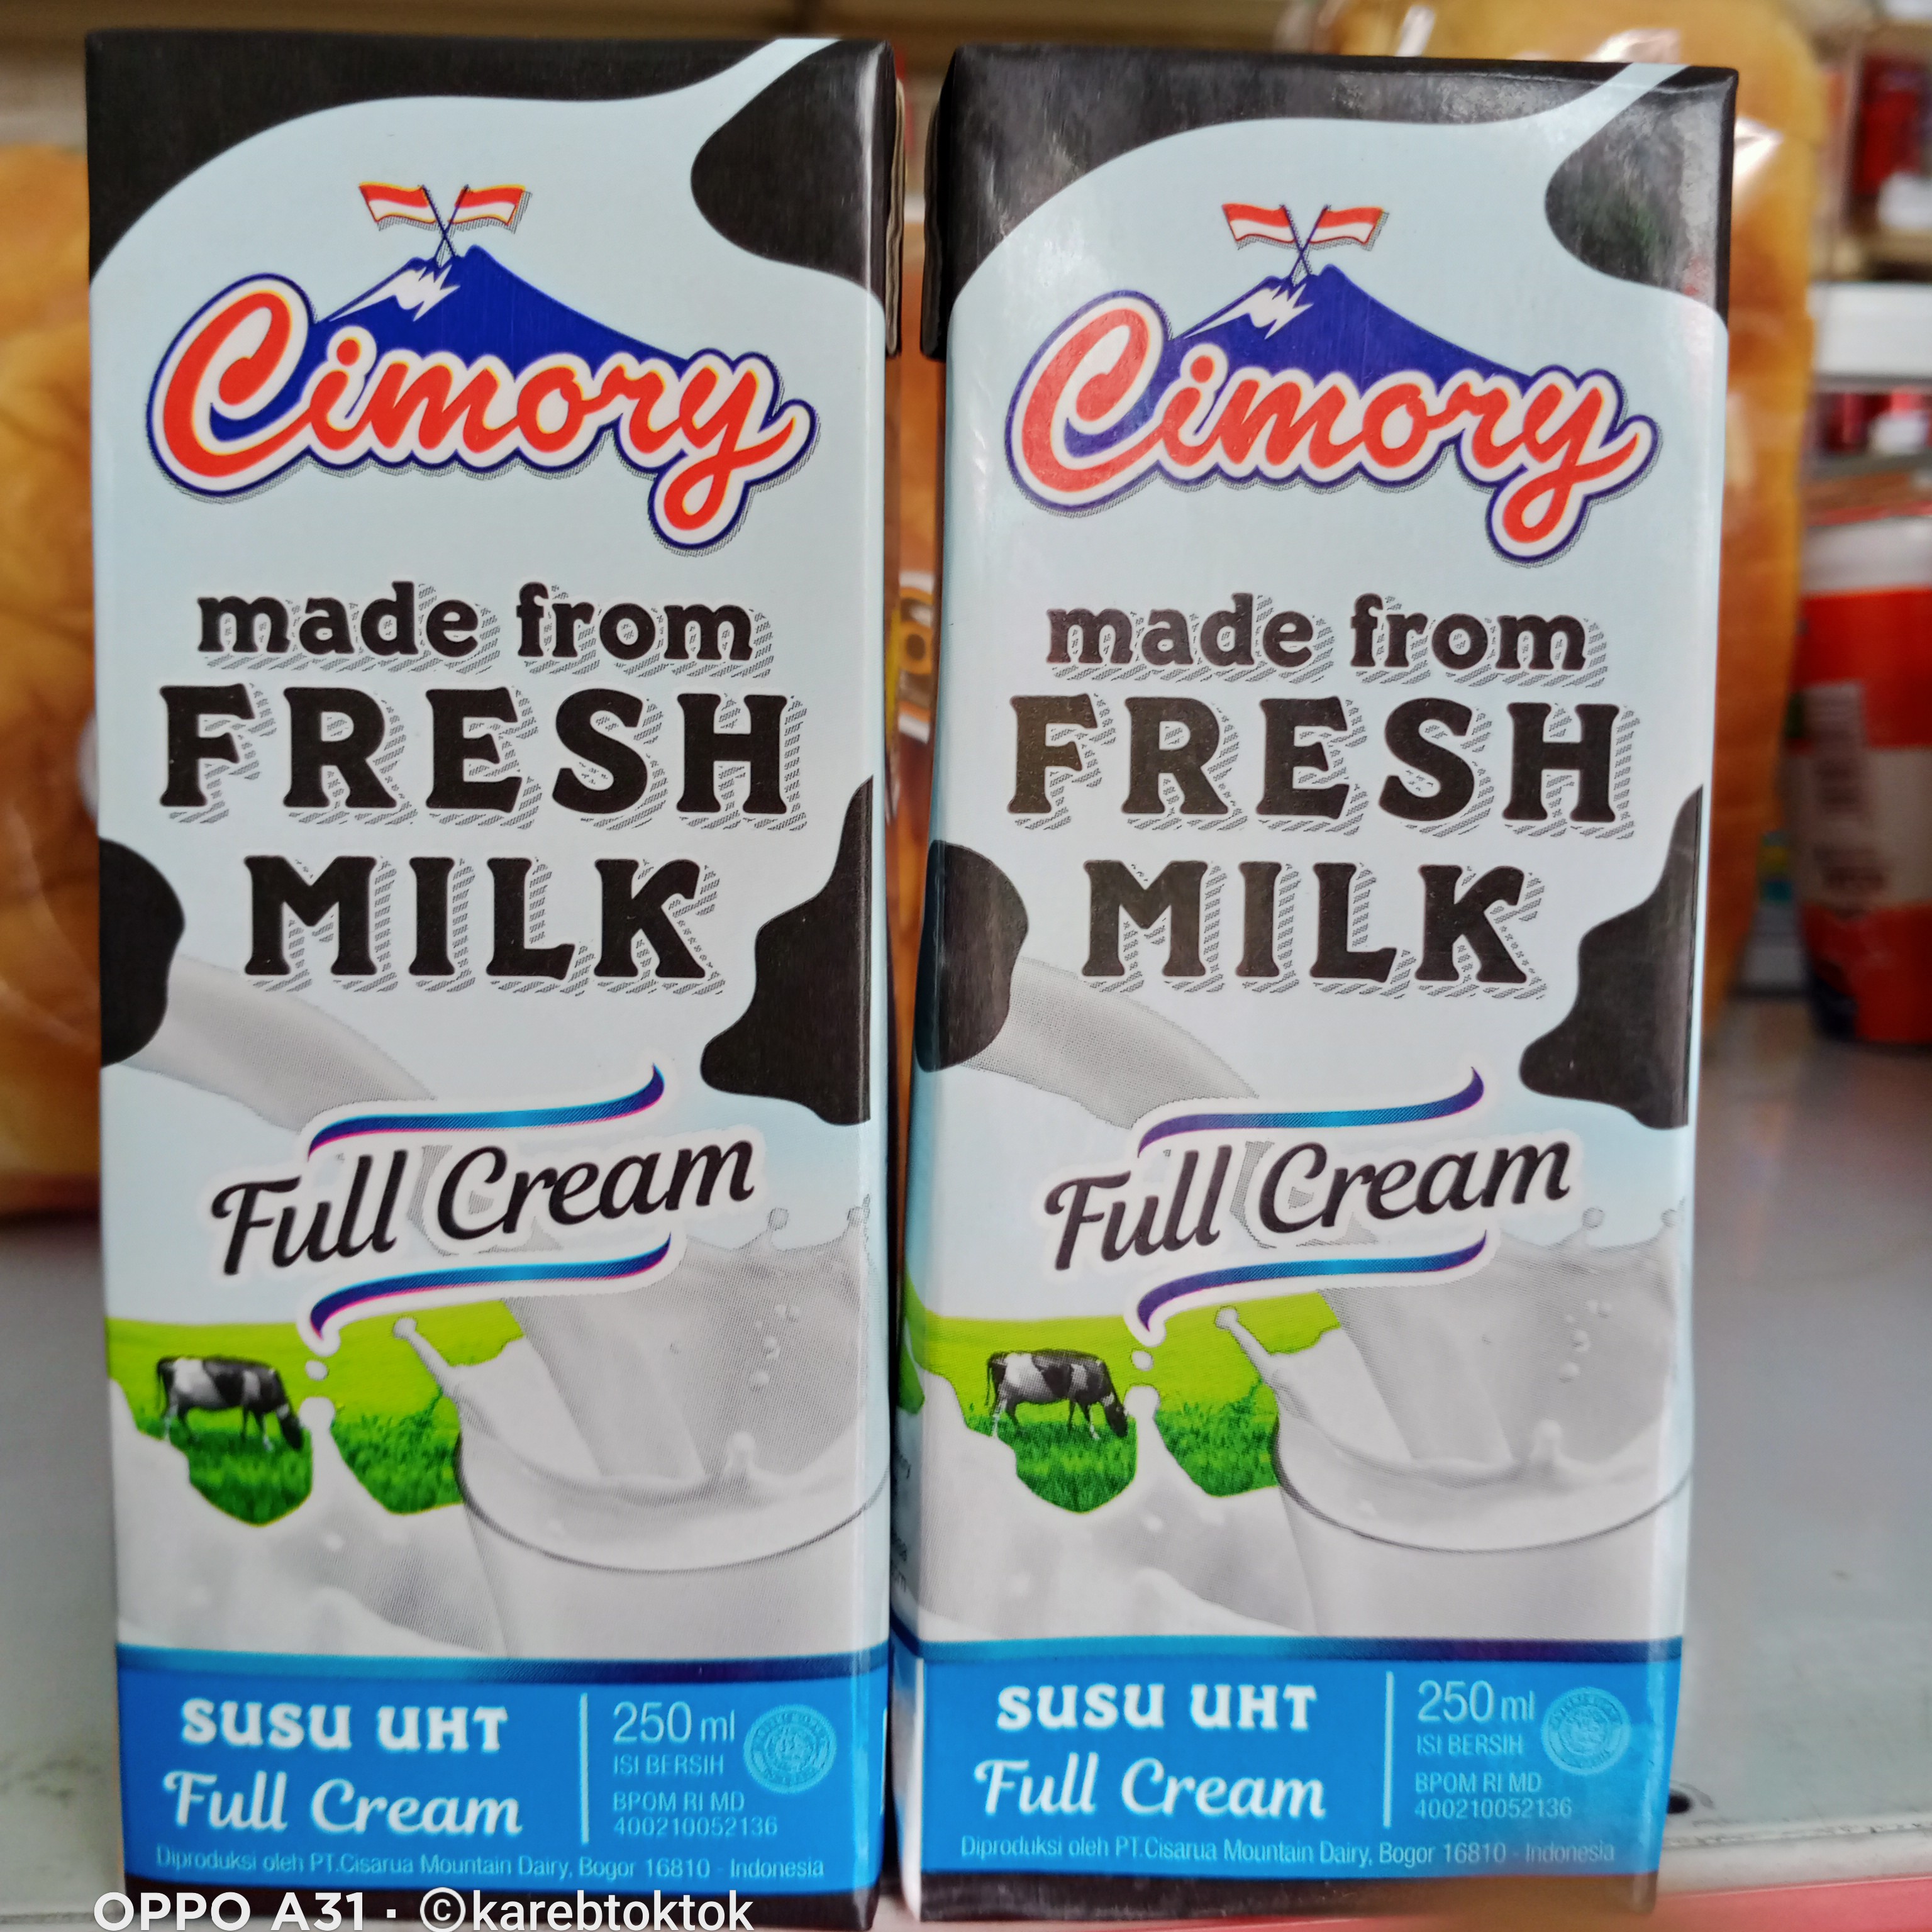 Cimory
made from
FRESH
MILK
Full Cream
SUSU UHT
Full Cream
250 ml
ISI BERSIH
BPOM RI MD
400210052136
Diproduksi oleh PT.Cisarua Mountain Dairy, Bogor 16810 - Indonesia
Cimory
made from
FRESH
MILK
Full Cream
SUSU UHT
Full Cream
250 ml
ISI BERSIH
BPOM RI MD
400210052136
Diproduksi oleh PT.Cisarua Mountain Dairy, Bogor 16810 - Indonesia
OPPO A31 · ©karebtoktok